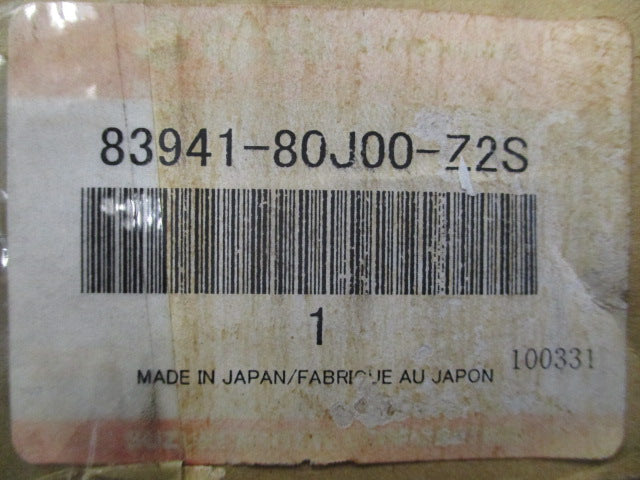 83941-80J00-Z2S
1
100331
MADE IN JAPAN/FABRIQUE AU JAPON